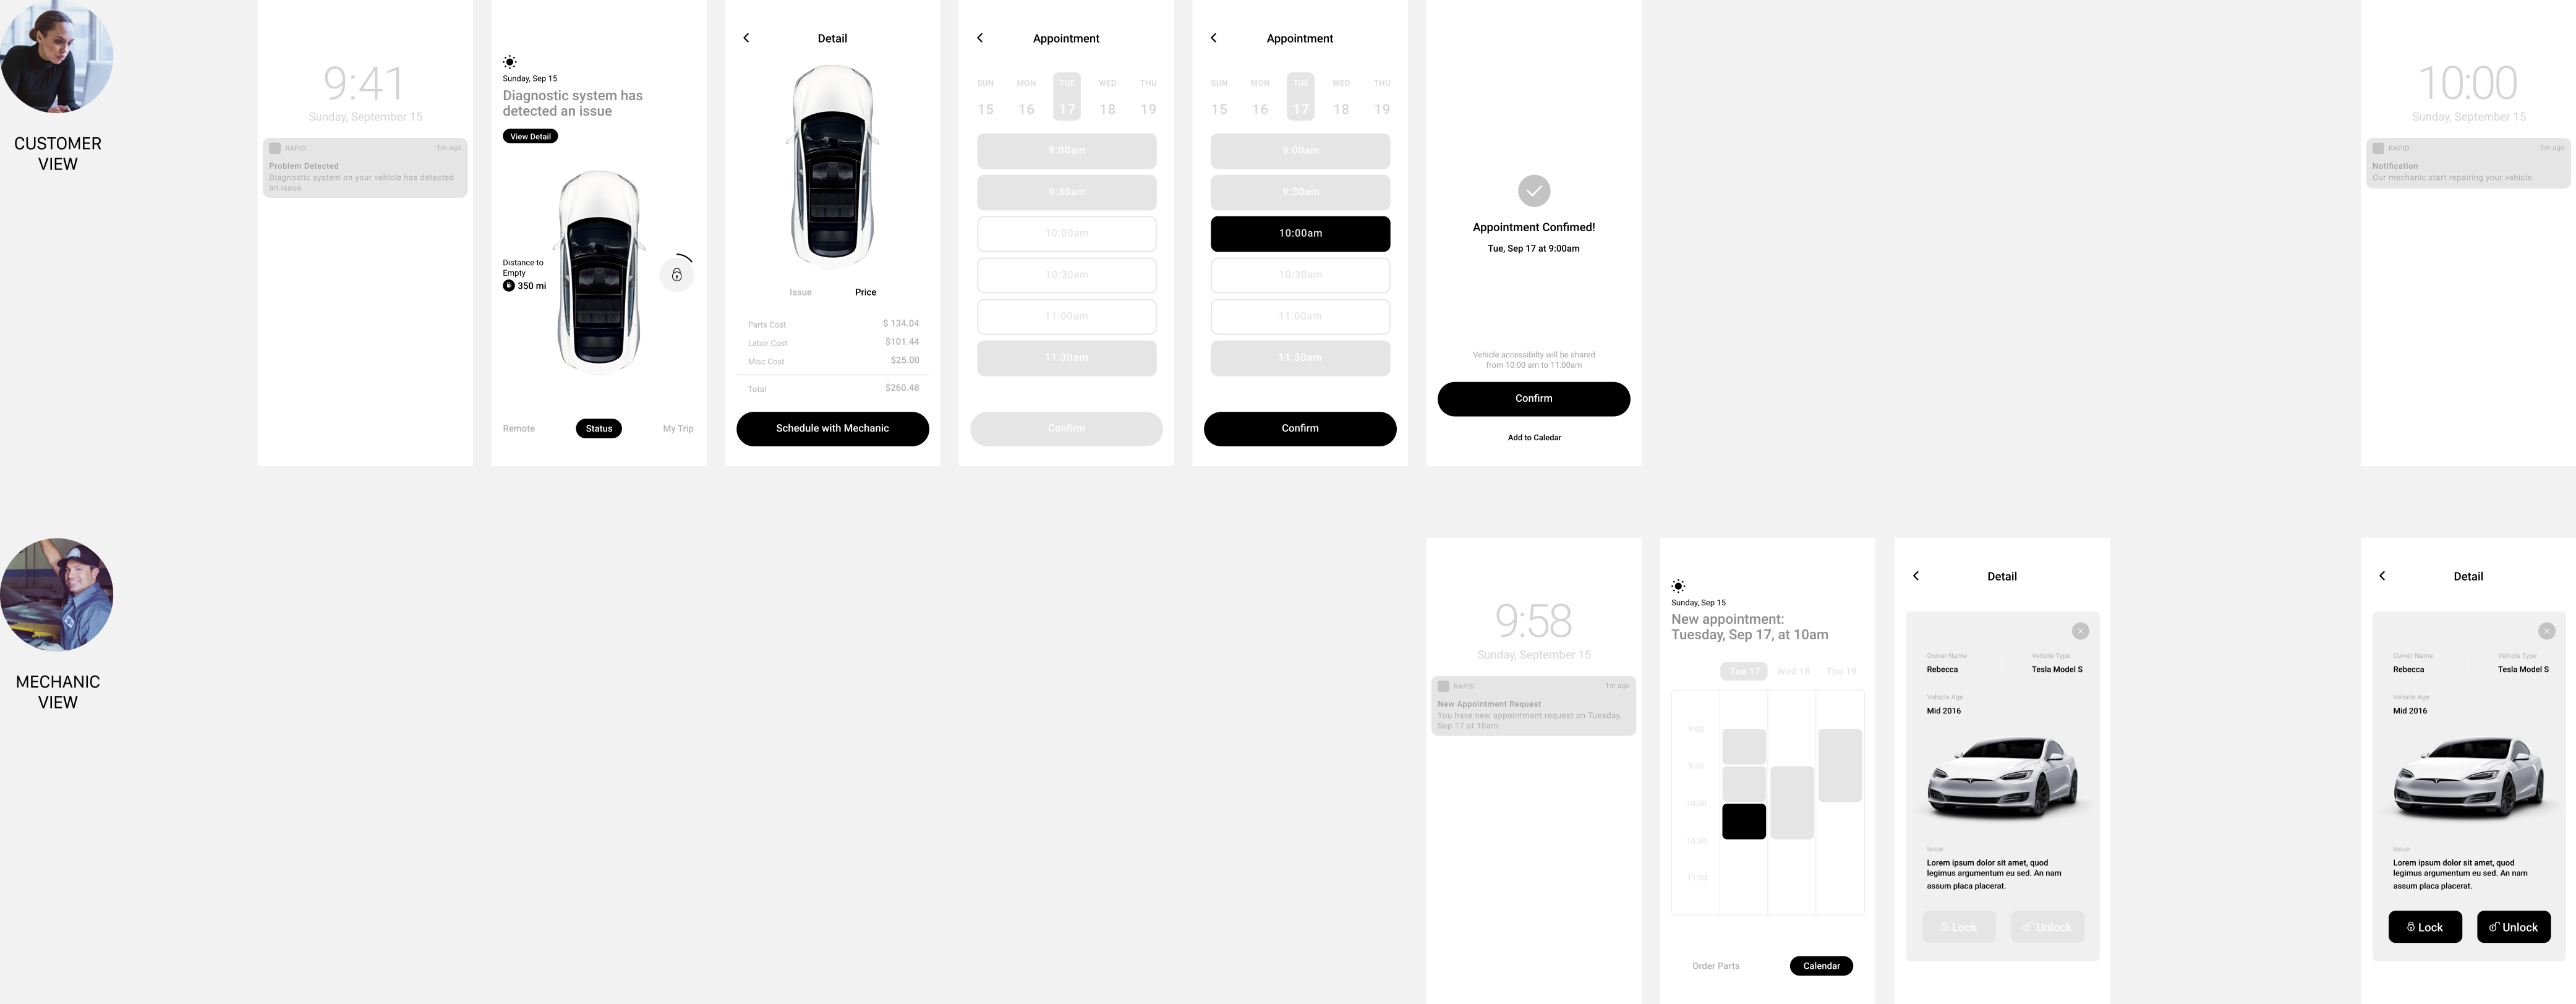 CUSTOMER
VIEW
9:41
Sunday, September 15
RAPID 1m ago
Problem Detected
Diagnostic system on your vehicle has detected
an issue.
Sunday, Sep 15
Diagnostic system has
detected an issue
View Detail
Distance to
Empty
350 mi
Remote Status My Trip
Detail
Issue Price
Parts Cost $ 134.04
Labor Cost $101.44
Misc Cost $25.00
Total $260.48
Schedule with Mechanic
Appointment
SUN MON TUE WED THU
15 16 17 18 19
9:00am
9:30am
10:00am
10:30am
11:00am
11:30am
Confirm
Appointment
SUN MON TUE WED THU
15 16 17 18 19
9:00am
9:30am
10:00am
10:30am
11:00am
11:30am
Confirm
Appointment Confimed!
Tue, Sep 17 at 9:00am
Vehicle accessibilty will be shared
from 10:00 am to 11:00am
Confirm
Add to Caledar
10:00
Sunday, September 15
RAPID 1m ago
Notification
Our mechanic start repairing your vehicle.
MECHANIC
VIEW
9:58
Sunday, September 15
RAPID 1m ago
New Appointment Request
You have new appointment request on Tuesday,
Sep 17 at 10am.
Sunday, Sep 15
New appointment:
Tuesday, Sep 17, at 10am
Tue 17 Wed 18 Thu 19
9:00
9:30
10:00
10:30
11:00
Order Parts Calendar
Detail
Owner Name Vehicle Type
Rebecca Tesla Model S
Vehicle Age
Mid 2016
Issue
Lorem ipsum dolor sit amet, quod
legimus argumentum eu sed. An nam
assum placa placerat.
Lock Unlock
Detail
Owner Name Vehicle Type
Rebecca Tesla Model S
Vehicle Age
Mid 2016
Issue
Lorem ipsum dolor sit amet, quod
legimus argumentum eu sed. An nam
assum placa placerat.
Lock Unlock